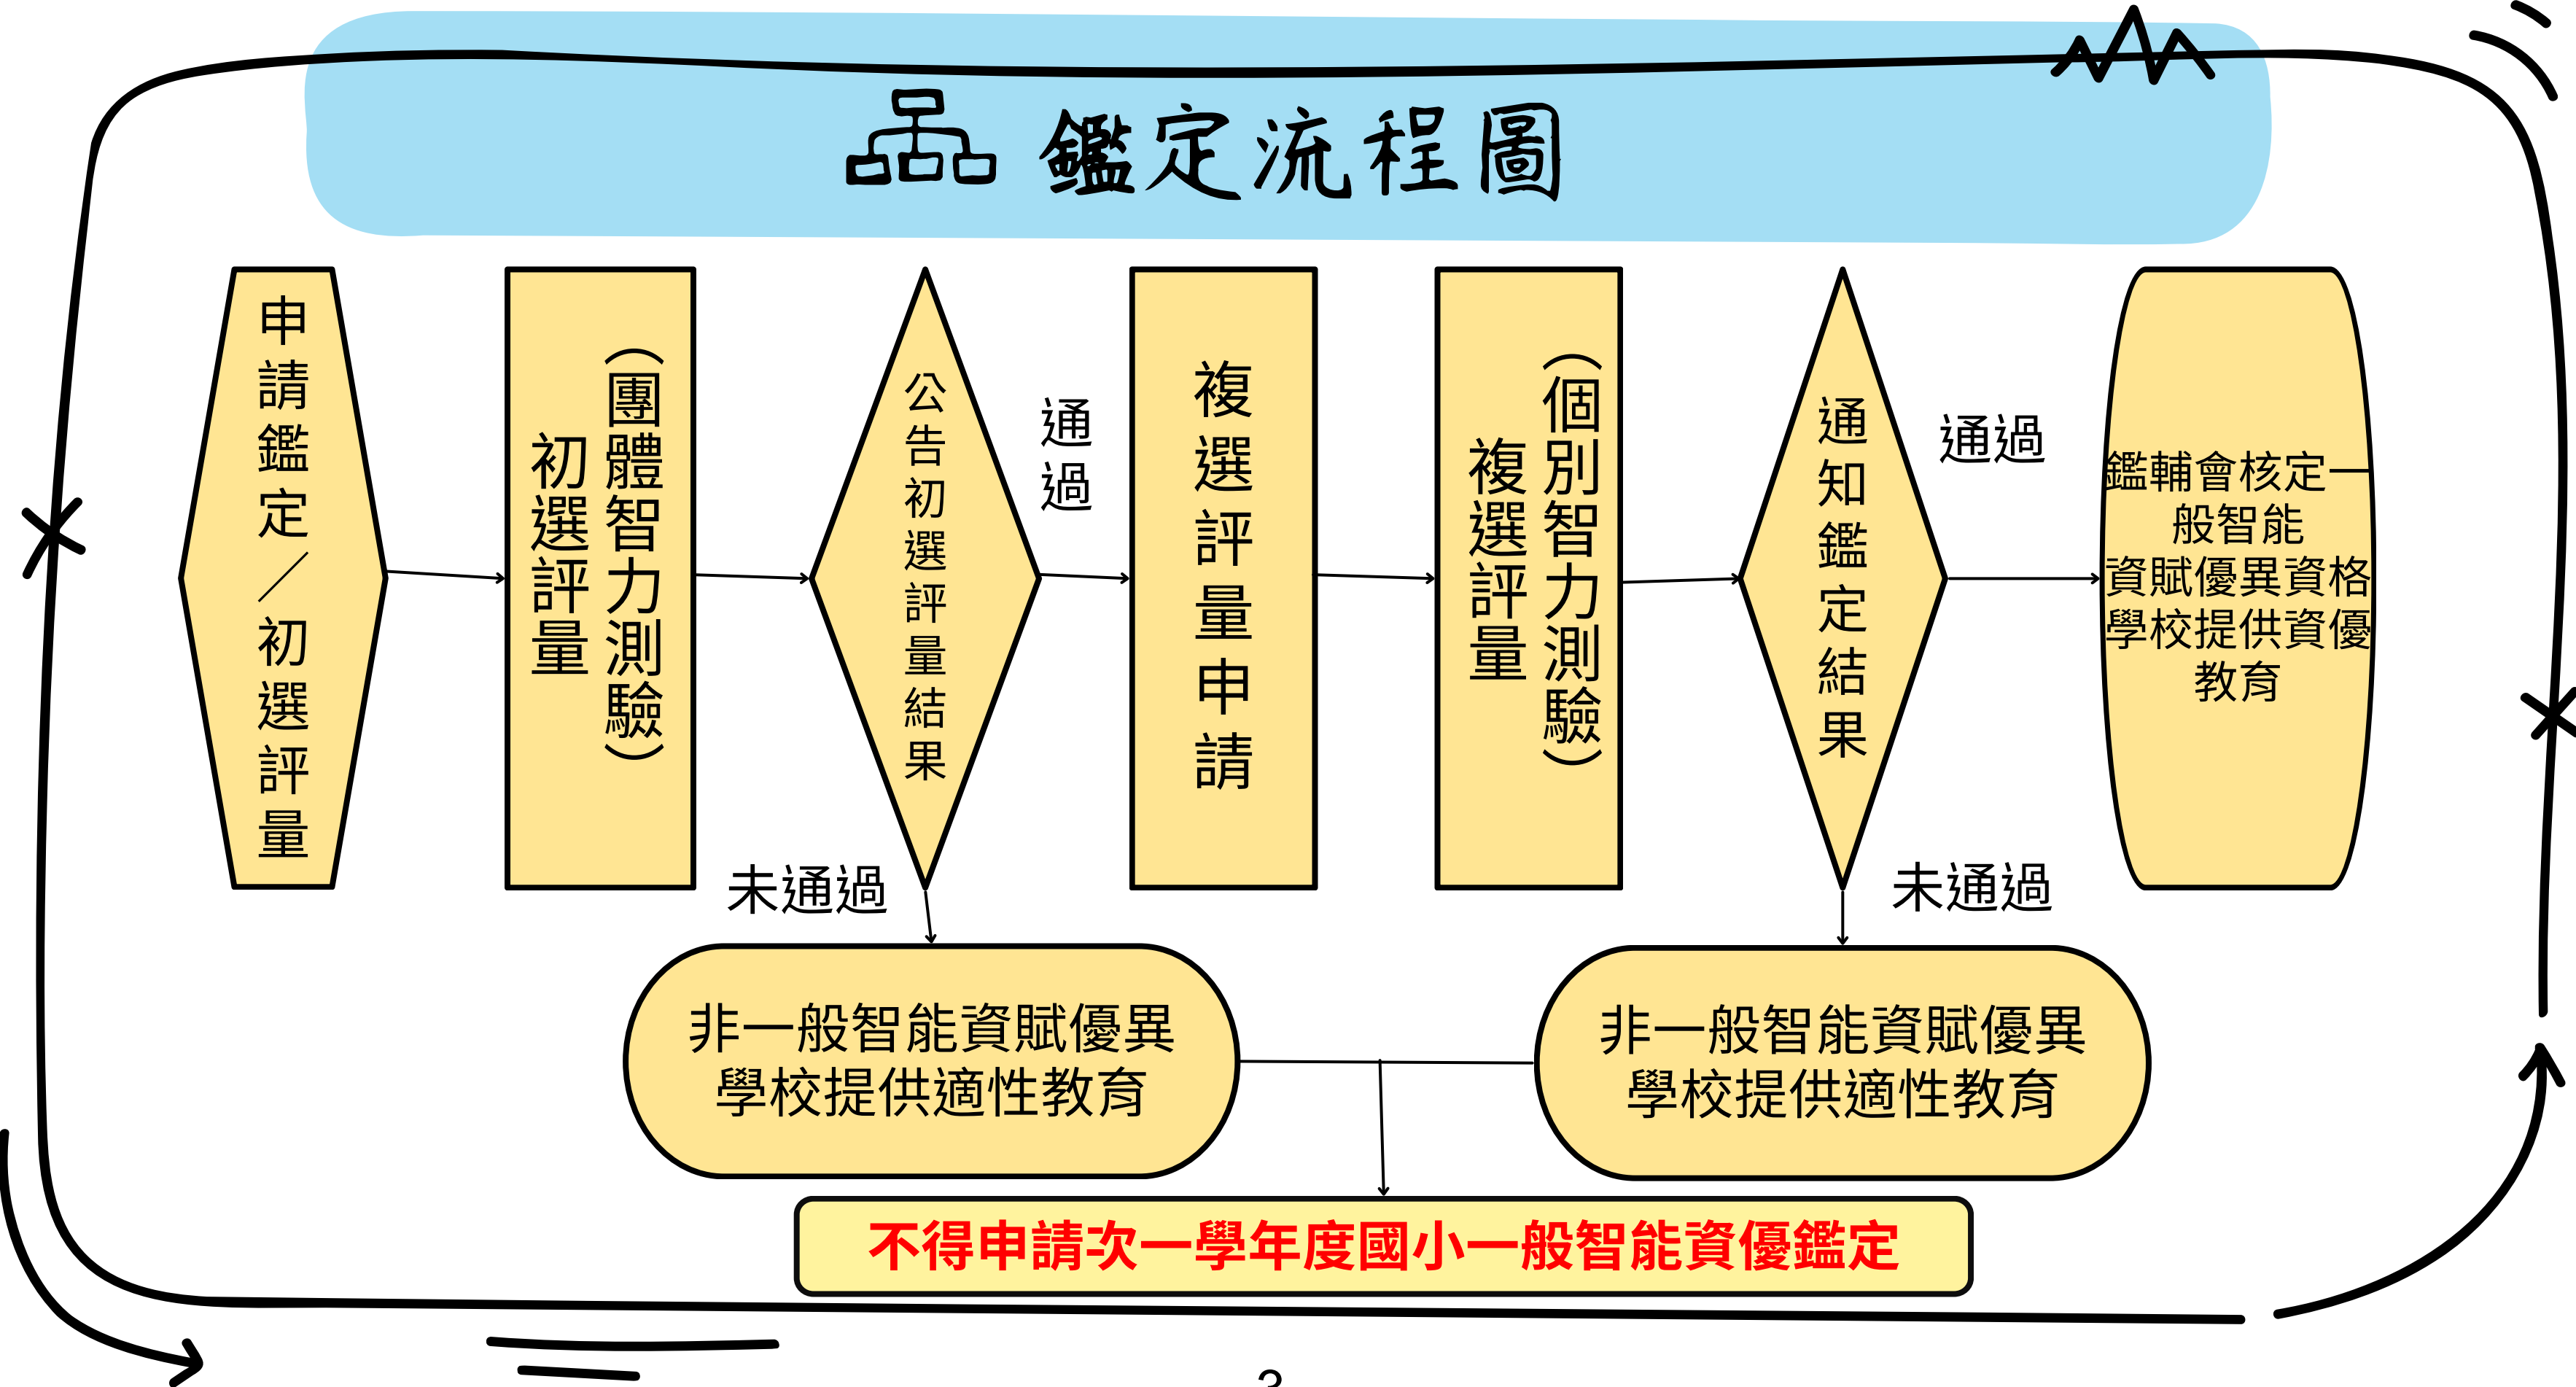 鑑定流程圖
申請鑑定／初選評量
（團體智力測驗）
初選評量
公告初選評量結果
通過
複選評量申請
（個別智力測驗）
複選評量
通知鑑定結果
通過
鑑輔會核定一
般智能
資賦優異資格
學校提供資優
教育
未通過
未通過
非一般智能資賦優異
學校提供適性教育
非一般智能資賦優異
學校提供適性教育
不得申請次一學年度國小一般智能資優鑑定
3